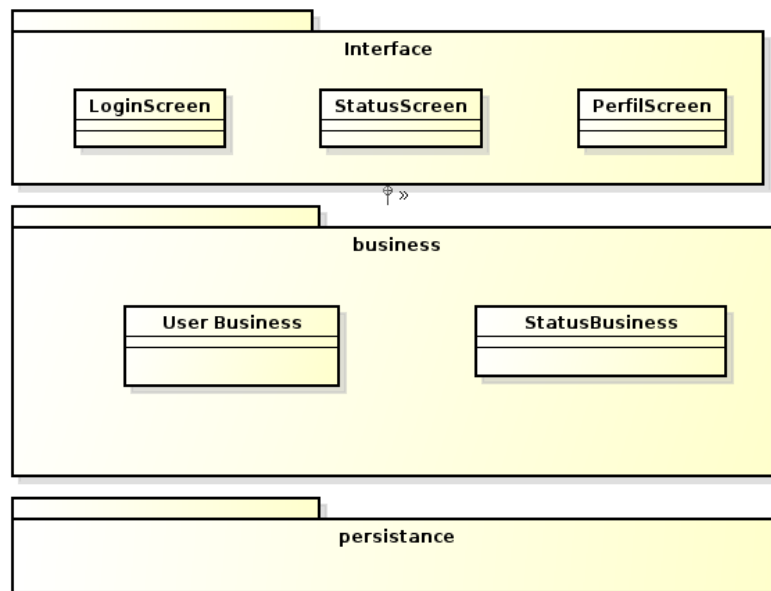 Interface
LoginScreen
StatusScreen
PerfilScreen
»
business
User Business
StatusBusiness
persistance